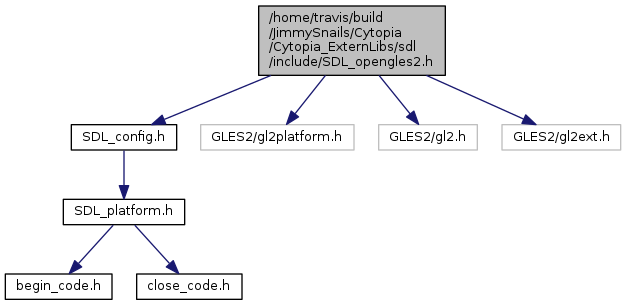 /home/travis/build
/JimmySnails/Cytopia
/Cytopia_ExternLibs/sdl
/include/SDL_opengles2.h
SDL_config.h
GLES2/gl2platform.h
GLES2/gl2.h
GLES2/gl2ext.h
SDL_platform.h
begin_code.h
close_code.h